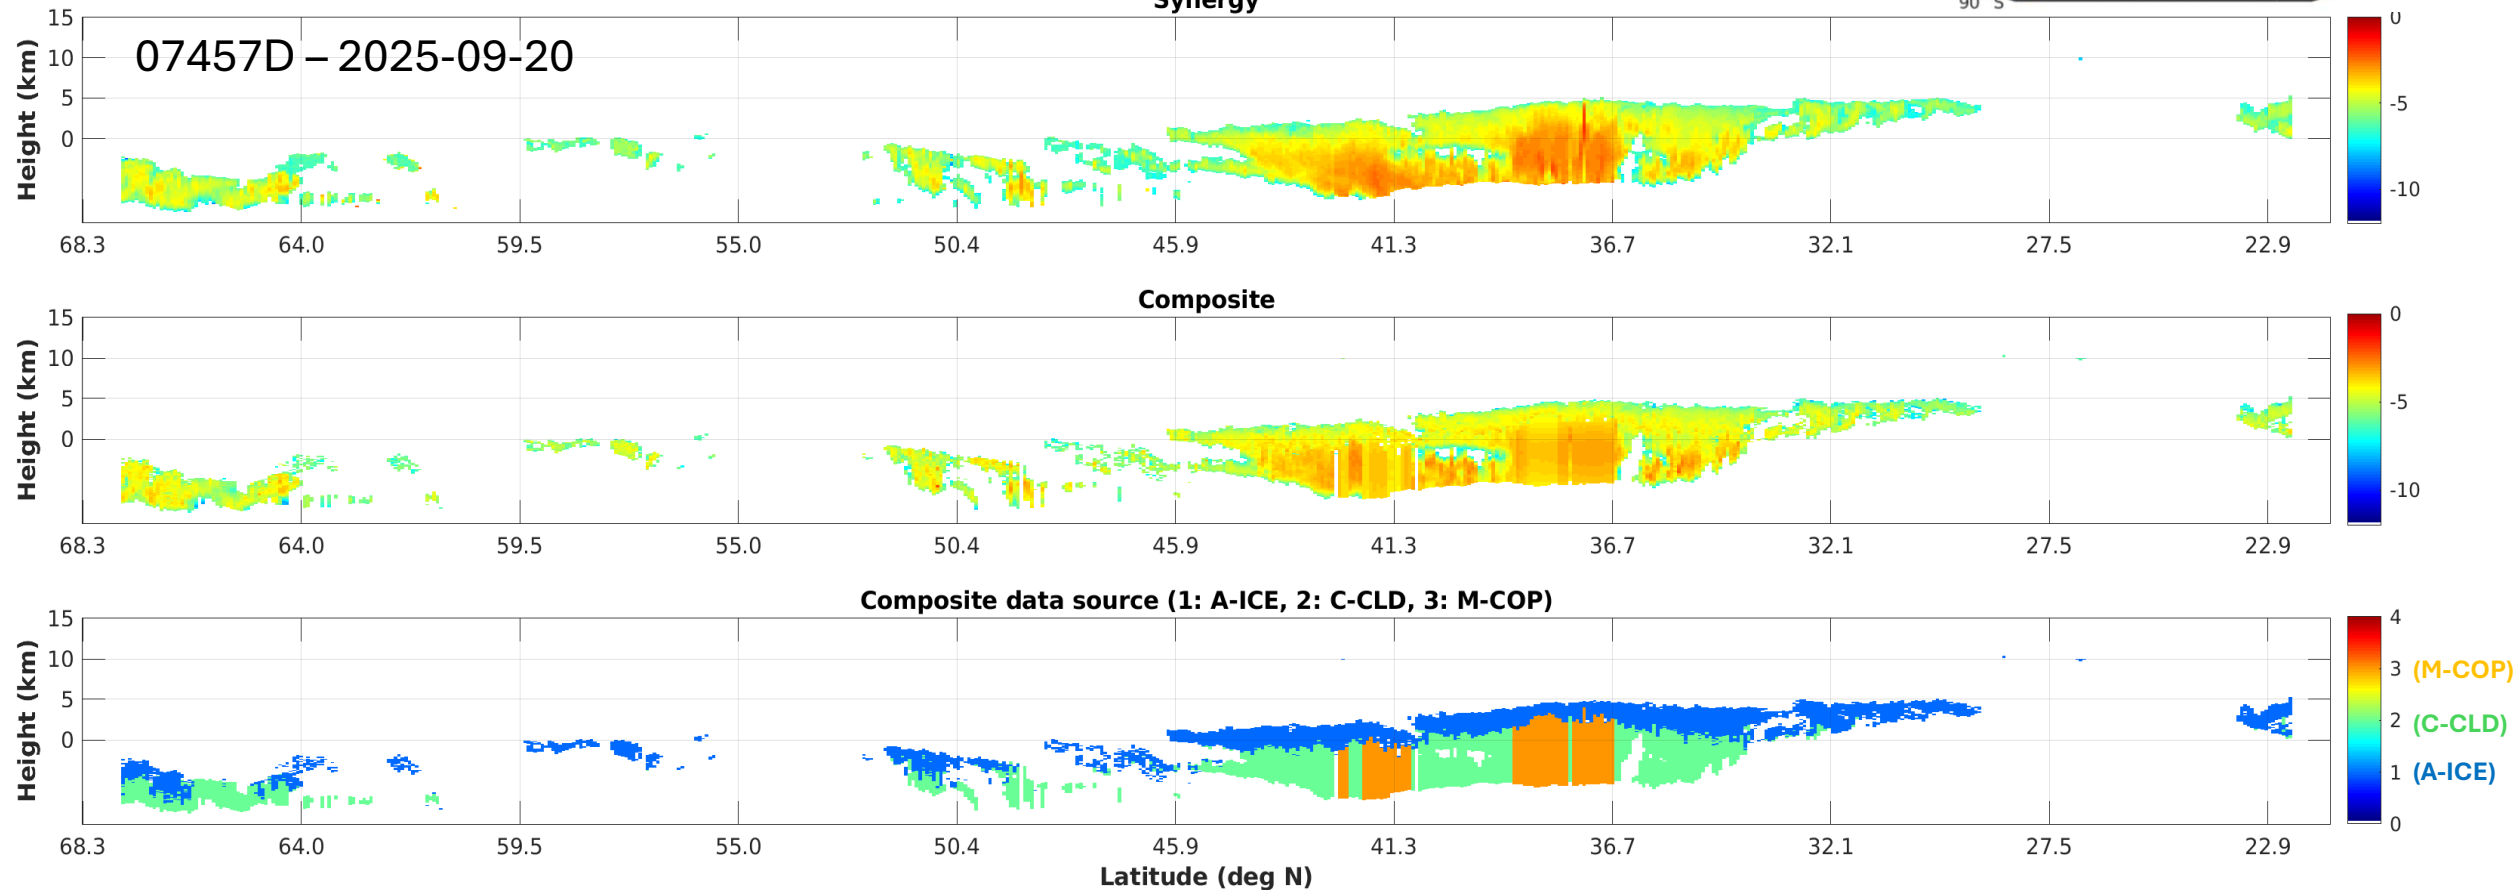 Synergy
90° S
07457D – 2025-09-20
Height (km)
15
10
5
0
68.3 64.0 59.5 55.0 50.4 45.9 41.3 36.7 32.1 27.5 22.9
0
-5
-10
Composite
Height (km)
15
10
5
0
68.3 64.0 59.5 55.0 50.4 45.9 41.3 36.7 32.1 27.5 22.9
0
-5
-10
Composite data source (1: A-ICE, 2: C-CLD, 3: M-COP)
Height (km)
15
10
5
0
68.3 64.0 59.5 55.0 50.4 45.9 41.3 36.7 32.1 27.5 22.9
Latitude (deg N)
4
3 (M-COP)
2 (C-CLD)
1 (A-ICE)
0